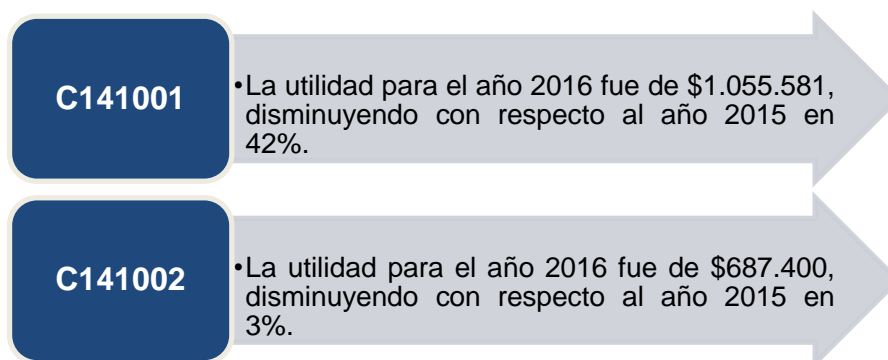 C141001
•La utilidad para el año 2016 fue de $1.055.581,
disminuyendo con respecto al año 2015 en
42%.
C141002
•La utilidad para el año 2016 fue de $687.400,
disminuyendo con respecto al año 2015 en
3%.